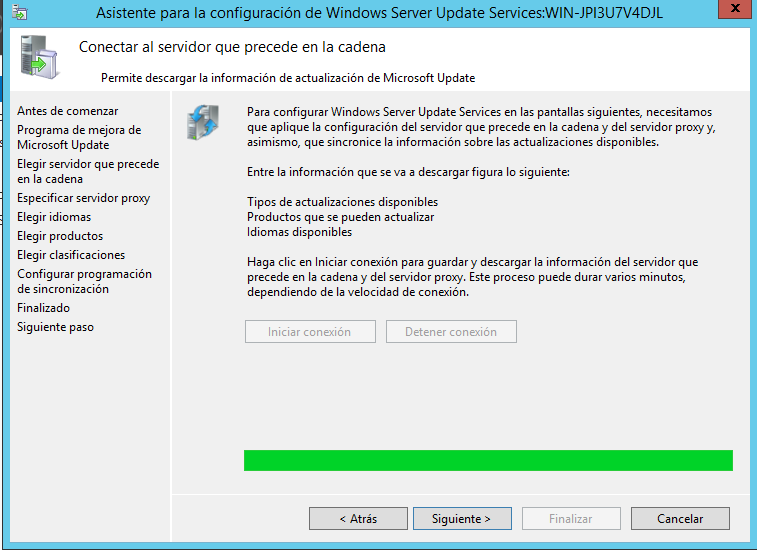 Asistente para la configuración de Windows Server Update Services:WIN-JPI3U7V4DJL
x
Conectar al servidor que precede en la cadena
Permite descargar la información de actualización de Microsoft Update
Antes de comenzar
Programa de mejora de
Microsoft Update
Elegir servidor que precede
en la cadena
Especificar servidor proxy
Elegir idiomas
Elegir productos
Elegir clasificaciones
Configurar programación
de sincronización
Finalizado
Siguiente paso
Para configurar Windows Server Update Services en las pantallas siguientes, necesitamos
que aplique la configuración del servidor que precede en la cadena y del servidor proxy y,
asimismo, que sincronice la información sobre las actualizaciones disponibles.
Entre la información que se va a descargar figura lo siguiente:
Tipos de actualizaciones disponibles
Productos que se pueden actualizar
Idiomas disponibles
Haga clic en Iniciar conexión para guardar y descargar la información del servidor que
precede en la cadena y del servidor proxy. Este proceso puede durar varios minutos,
dependiendo de la velocidad de conexión.
Iniciar conexión Detener conexión
< Atrás Siguiente > Finalizar Cancelar